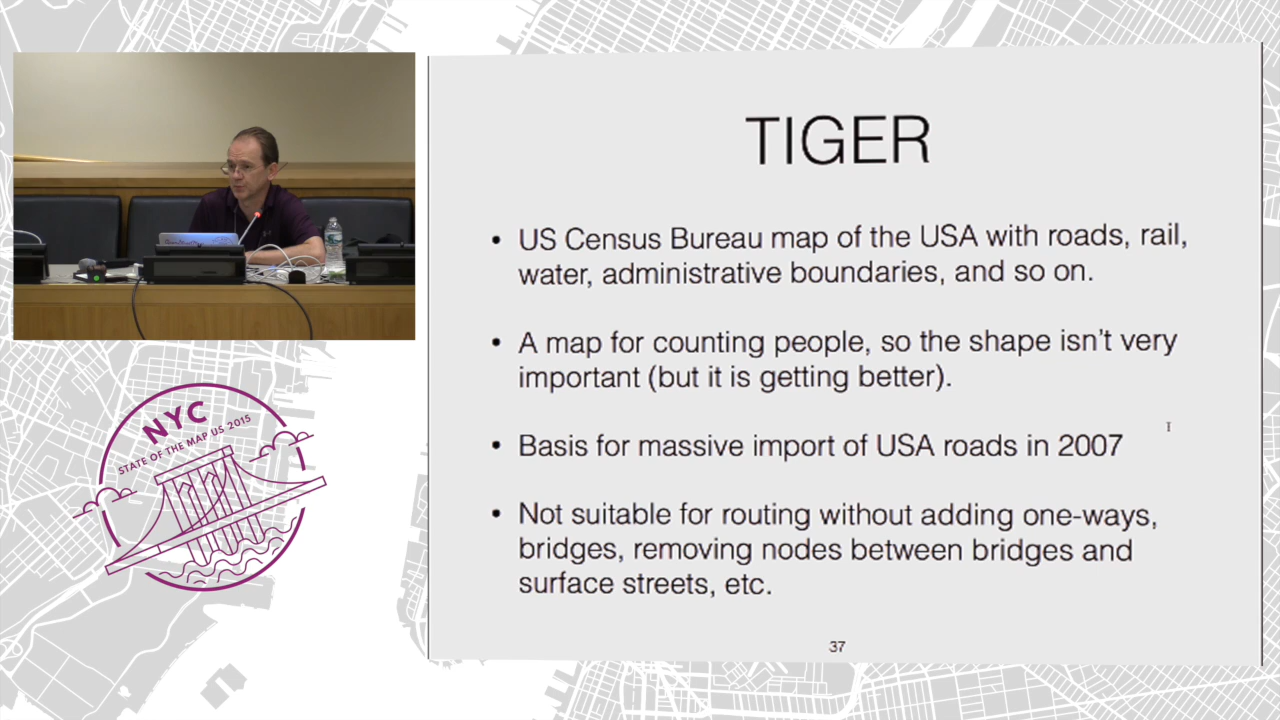 NYC
STATE OF THE MAP US 2015
TIGER
• US Census Bureau map of the USA with roads, rail,
water, administrative boundaries, and so on.
• A map for counting people, so the shape isn't very
important (but it is getting better).
• Basis for massive import of USA roads in 2007
• Not suitable for routing without adding one-ways,
bridges, removing nodes between bridges and
surface streets, etc.
37